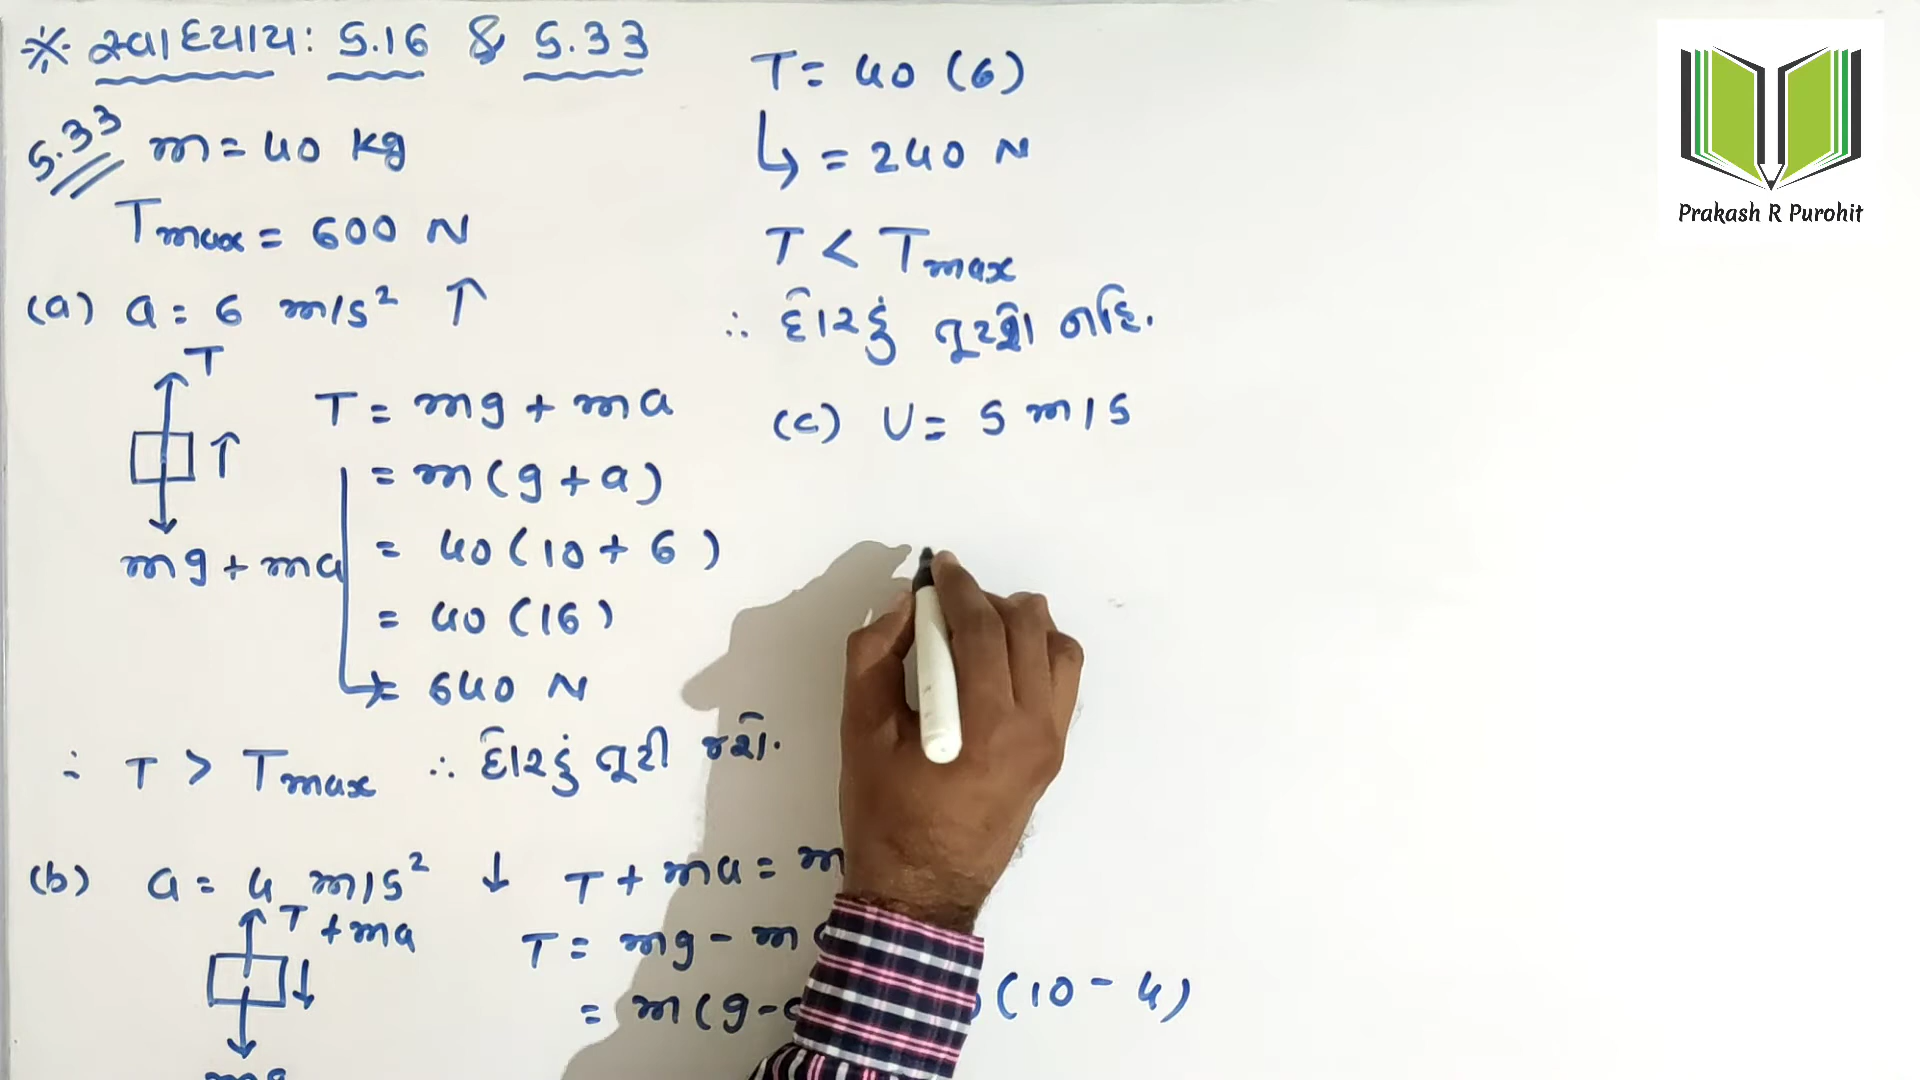 ※ સ્વાધ્યાય: 5.16 & 5.33
5.33 m = 40 kg
Tmax = 600 N
(a) a = 6 m/s² ↑
T
↑
mg + ma
T = mg + ma
= m(g + a)
= 40(10 + 6)
= 40(16)
= 640 N
∴ T > Tmax ∴ દોરડું તૂટી જશે.
(b) a = 4 m/s² ↓
T + ma
mg
T + ma = m
T = mg - m
= m(g-
(10 - 4)
T = 40 (6)
↳ = 240 N
T < Tmax
∴ દોરડું તૂટશે નહિ.
(c) v = 5 m/s
Prakash R Purohit